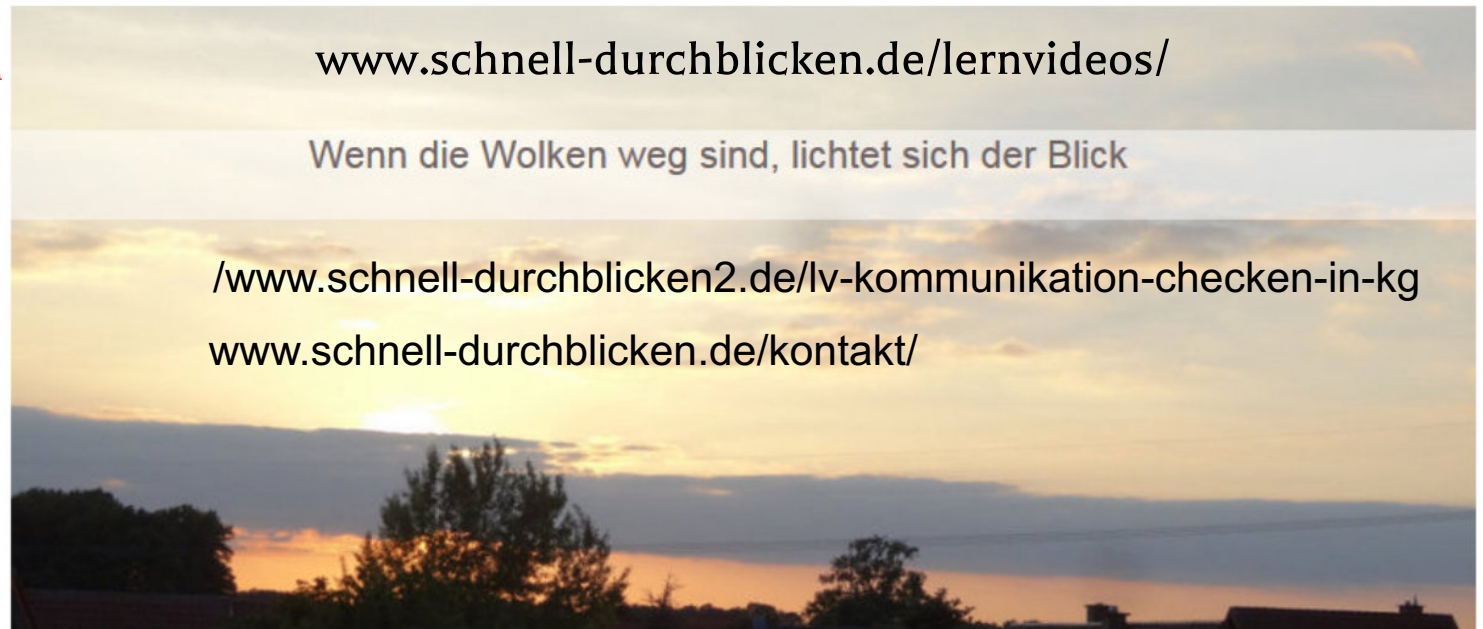 www.schnell-durchblicken.de/lernvideos/
Wenn die Wolken weg sind, lichtet sich der Blick
/www.schnell-durchblicken2.de/lv-kommunikation-checken-in-kg
www.schnell-durchblicken.de/kontakt/